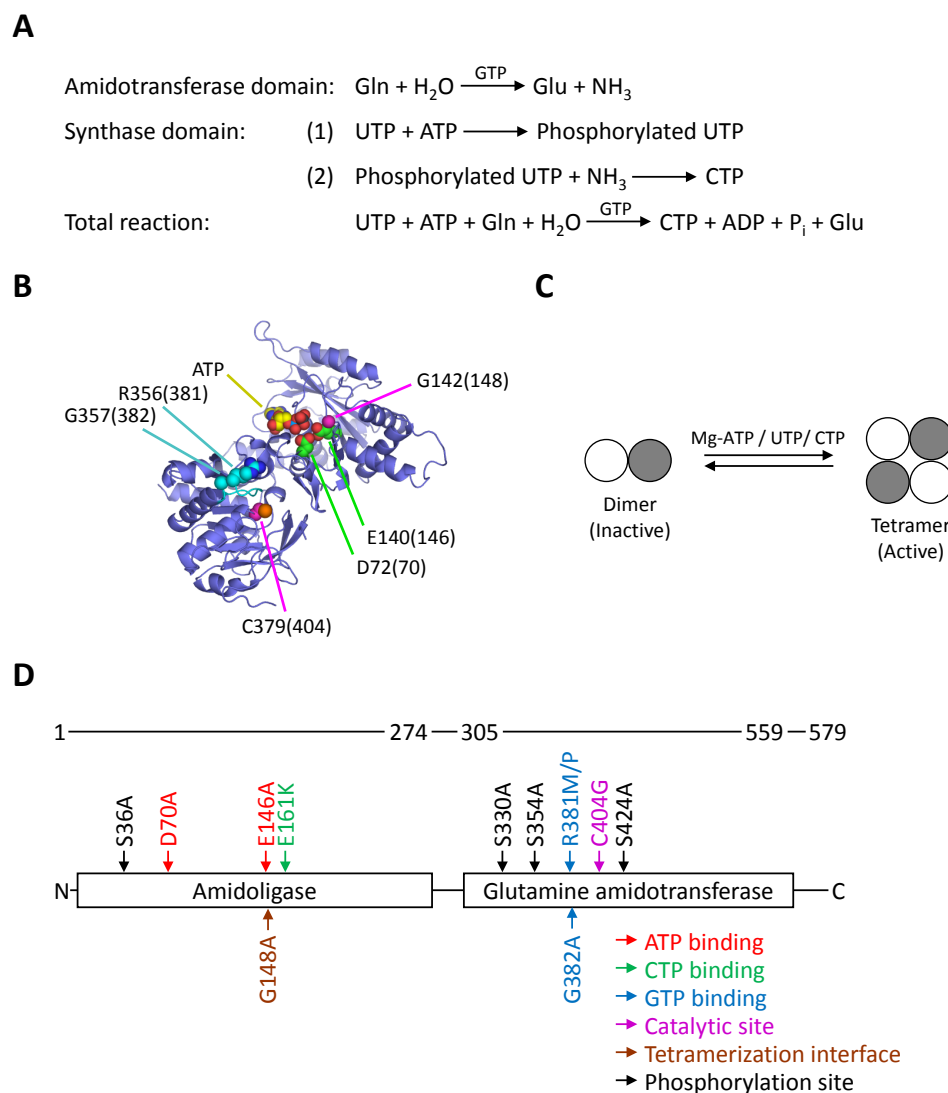 A
Amidotransferase domain: Gln + H₂O GTP Glu + NH₃
Synthase domain: (1) UTP + ATP Phosphorylated UTP
(2) Phosphorylated UTP + NH₃ CTP
Total reaction: UTP + ATP + Gln + H₂O GTP CTP + ADP + Pᵢ + Glu
B
ATP
R356(381)
G357(382)
G142(148)
E140(146)
D72(70)
C379(404)
C
Mg-ATP / UTP/ CTP
Dimer
(Inactive)
Tetramer
(Active)
D
1 274 305 559 579
S36A
D70A
E146A
E161K
S330A
S354A
R381M/P
C404G
S424A
N Amidoligase Glutamine amidotransferase C
G148A
G382A
ATP binding
CTP binding
GTP binding
Catalytic site
Tetramerization interface
Phosphorylation site